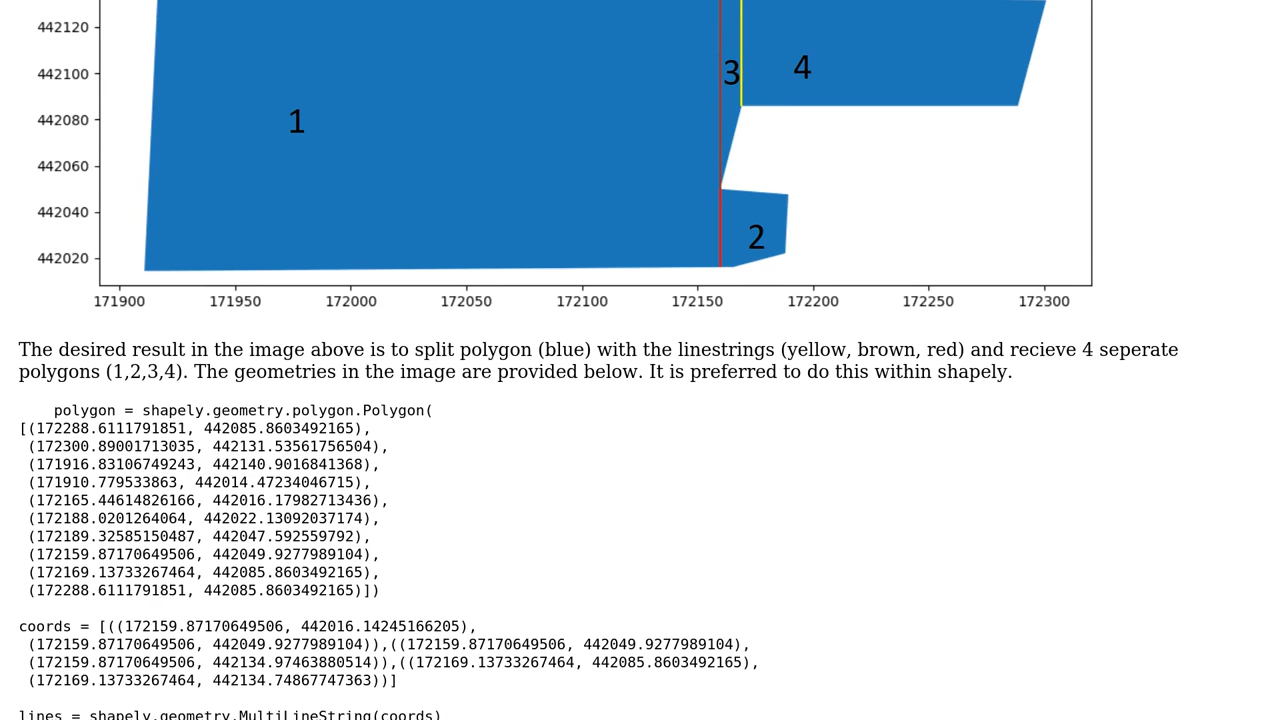 442120
442100
442080
442060
442040
442020
1
2
3
4
171900 171950 172000 172050 172100 172150 172200 172250 172300
The desired result in the image above is to split polygon (blue) with the linestrings (yellow, brown, red) and recieve 4 seperate
polygons (1,2,3,4). The geometries in the image are provided below. It is preferred to do this within shapely.
polygon = shapely.geometry.polygon.Polygon(
[(172288.6111791851, 442085.8603492165),
(172300.89001713035, 442131.53561756504),
(171916.83106749243, 442140.9016841368),
(171910.779533863, 442014.47234046715),
(172165.44614826166, 442016.17982713436),
(172188.0201264064, 442022.13092037174),
(172189.32585150487, 442047.592559792),
(172159.87170649506, 442049.9277989104),
(172169.13733267464, 442085.8603492165),
(172288.6111791851, 442085.8603492165)])
coords = [((172159.87170649506, 442016.14245166205),
(172159.87170649506, 442049.9277989104)),((172159.87170649506, 442049.9277989104),
(172159.87170649506, 442134.97463880514)),((172169.13733267464, 442085.8603492165),
(172169.13733267464, 442134.74867747363))]
lines = shapely.geometry.MultiLineString(coords)